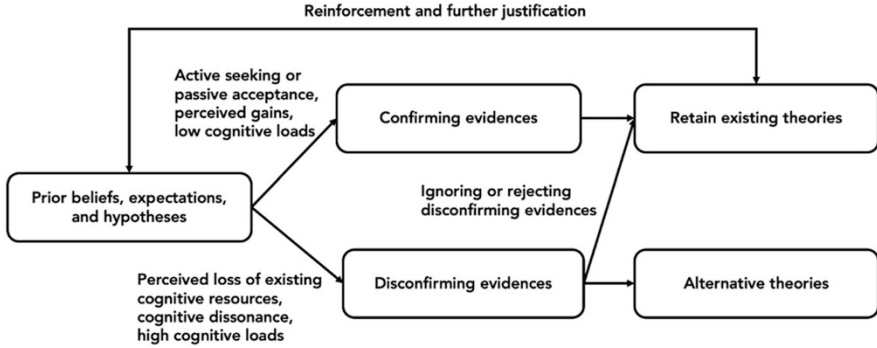 Reinforcement and further justification
Active seeking or
passive acceptance,
perceived gains,
low cognitive loads
Confirming evidences
Retain existing theories
Prior beliefs, expectations,
and hypotheses
Ignoring or rejecting
disconfirming evidences
Perceived loss of existing
cognitive resources,
cognitive dissonance,
high cognitive loads
Disconfirming evidences
Alternative theories